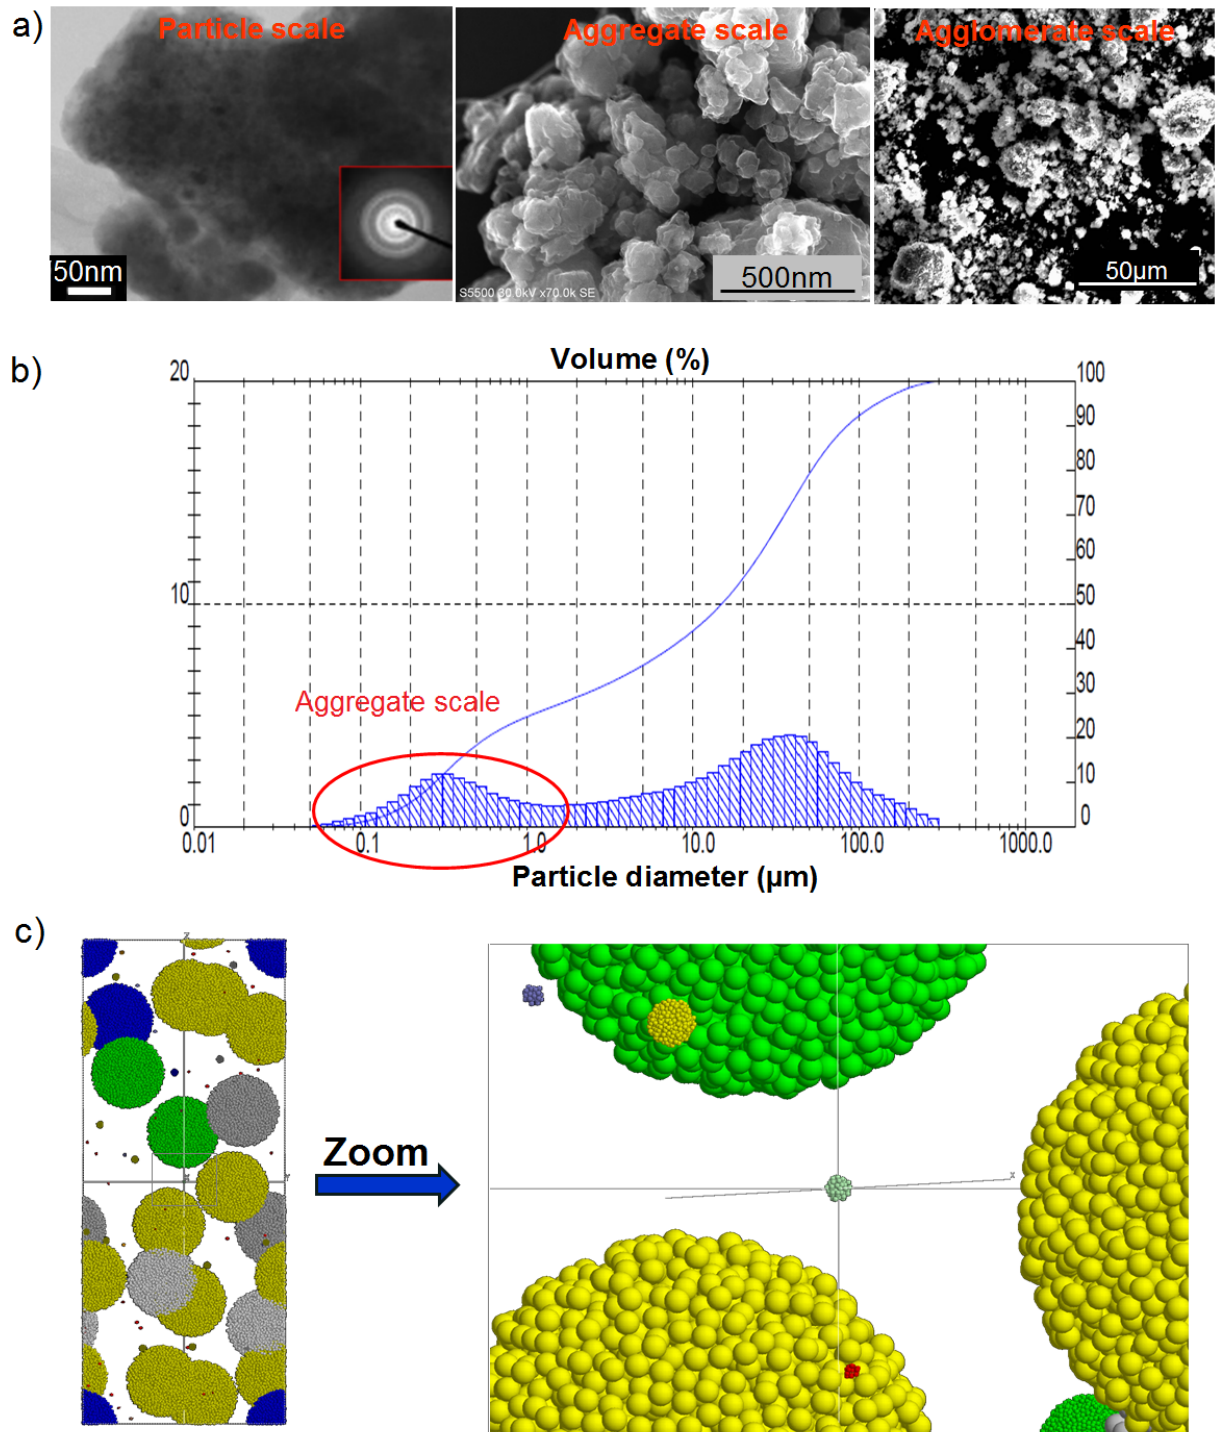 a)
Particle scale
Aggregate scale
Agglomerate scale
50nm
S5500 30.0kV x70.0k SE
500nm
50µm
b)
Volume (%)
20
100
90
80
70
60
10
50
40
30
Aggregate scale
20
10
0
0
0.01
0.1
1.0
10.0
100.0
1000.0
Particle diameter (µm)
c)
Z
X
Y
Zoom
X